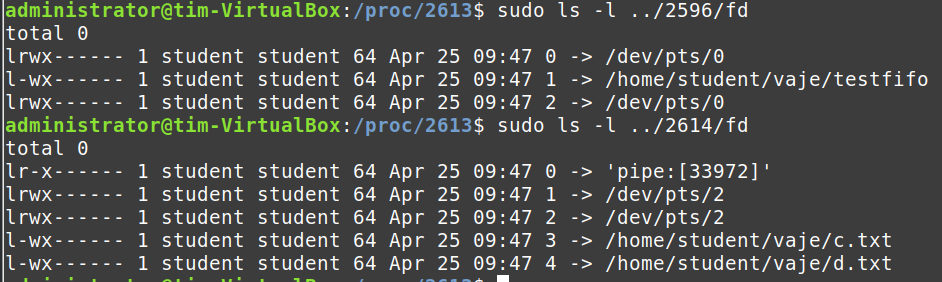 administrator@tim-VirtualBox:/proc/2613$ sudo ls -l ../2596/fd
total 0
lrwx------ 1 student student 64 Apr 25 09:47 0 -> /dev/pts/0
l-wx------ 1 student student 64 Apr 25 09:47 1 -> /home/student/vaje/testfifo
lrwx------ 1 student student 64 Apr 25 09:47 2 -> /dev/pts/0
administrator@tim-VirtualBox:/proc/2613$ sudo ls -l ../2614/fd
total 0
lr-x------ 1 student student 64 Apr 25 09:47 0 -> 'pipe:[33972]'
lrwx------ 1 student student 64 Apr 25 09:47 1 -> /dev/pts/2
lrwx------ 1 student student 64 Apr 25 09:47 2 -> /dev/pts/2
l-wx------ 1 student student 64 Apr 25 09:47 3 -> /home/student/vaje/c.txt
l-wx------ 1 student student 64 Apr 25 09:47 4 -> /home/student/vaje/d.txt
administrator@tim-VirtualBox:/proc/2613$